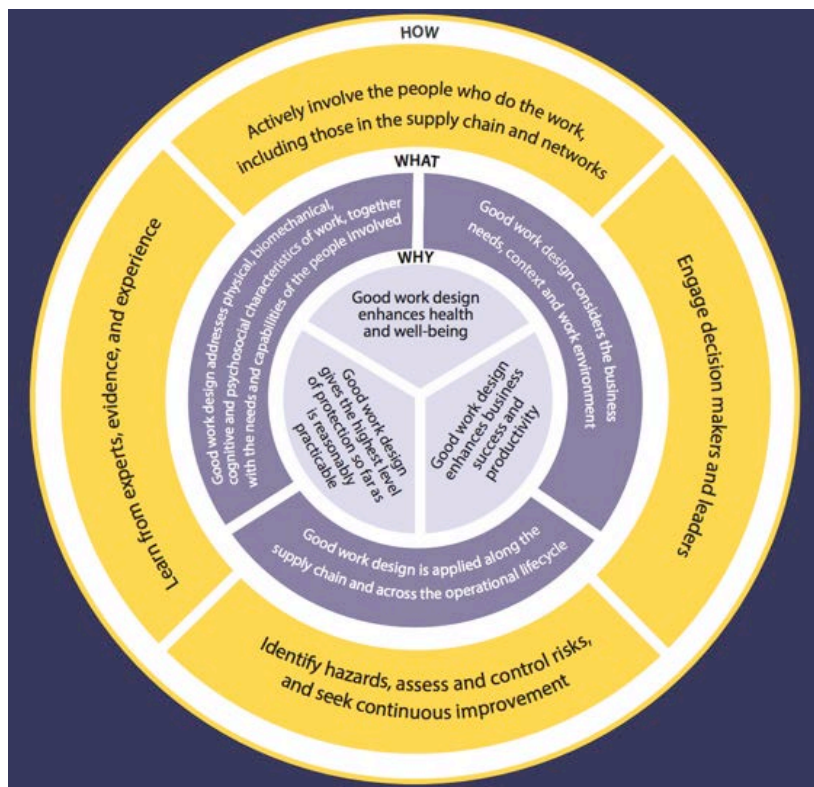 HOW
Actively involve the people who do the work,
including those in the supply chain and networks
Engage decision makers and leaders
Identify hazards, assess and control risks,
and seek continuous improvement
Learn from experts, evidence, and experience
WHAT
Good work design addresses physical, biomechanical,
cognitive and psychosocial characteristics of work, together
with the needs and capabilities of the people involved
Good work design considers the business
needs, context and work environment
Good work design is applied along the
supply chain and across the operational lifecycle
WHY
Good work design
enhances health
and well-being
Good work design
gives the highest level
of protection so far as
is reasonably
practicable
Good work design
enhances business
success and
productivity